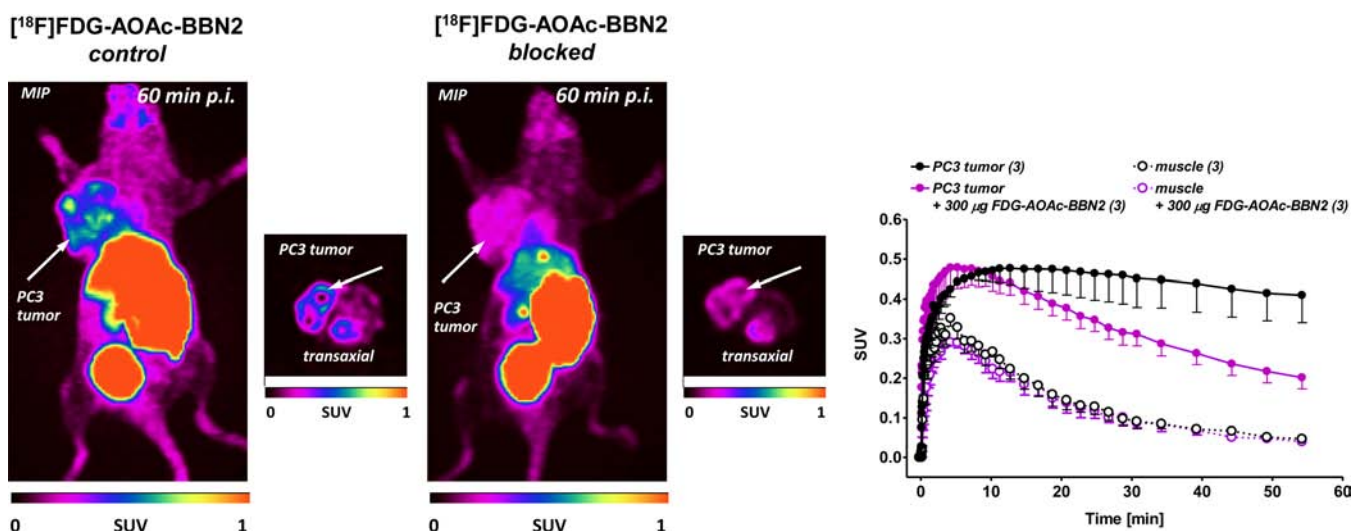 [¹⁸F]FDG-AOAc-BBN2
control
MIP
60 min p.i.
PC3
tumor
0 SUV 1
PC3 tumor
transaxial
0 SUV 1
[¹⁸F]FDG-AOAc-BBN2
blocked
MIP
60 min p.i.
PC3
tumor
0 SUV 1
PC3 tumor
transaxial
0 SUV 1
PC3 tumor (3)
muscle (3)
PC3 tumor
+ 300 µg FDG-AOAc-BBN2 (3)
muscle
+ 300 µg FDG-AOAc-BBN2 (3)
SUV
0.6
0.5
0.4
0.3
0.2
0.1
0.0
0 10 20 30 40 50 60
Time [min]